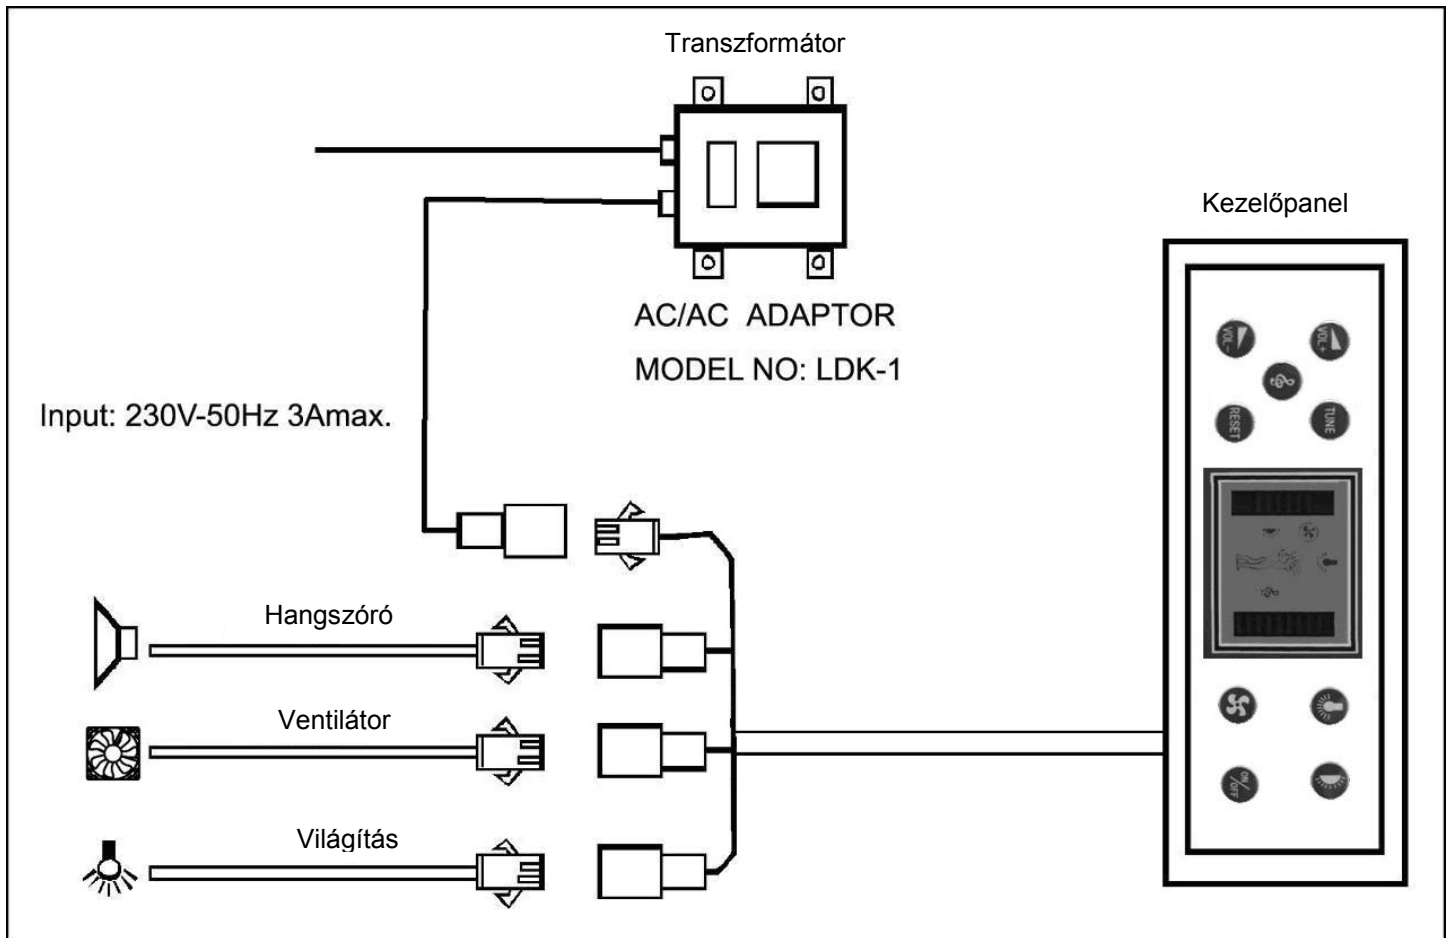 Transzformátor
Kezelőpanel
AC/AC ADAPTOR
MODEL NO: LDK-1
Input: 230V-50Hz 3Amax.
VOL-
VOL+
RESET
TUNE
Hangszóró
Ventilátor
Világítás
ON/OFF